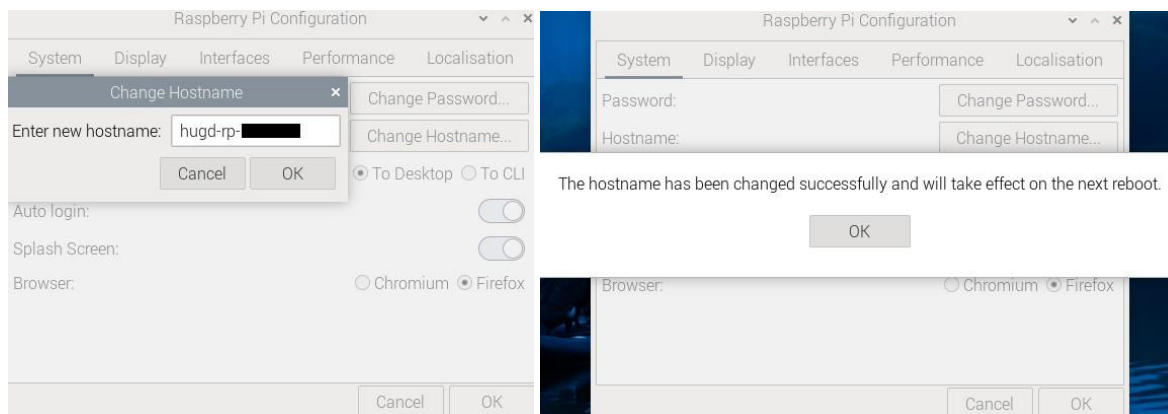 Raspberry Pi Configuration
System Display Interfaces Performance Localisation
Change Hostname
Change Password...
Enter new hostname: hugd-rp-
Change Hostname...
Cancel OK
To Desktop To CLI
Auto login:
Splash Screen:
Browser: Chromium Firefox
Cancel OK
Raspberry Pi Configuration
System Display Interfaces Performance Localisation
Password: Change Password...
Hostname: Change Hostname...
The hostname has been changed successfully and will take effect on the next reboot.
OK
Browser: Chromium Firefox
Cancel OK